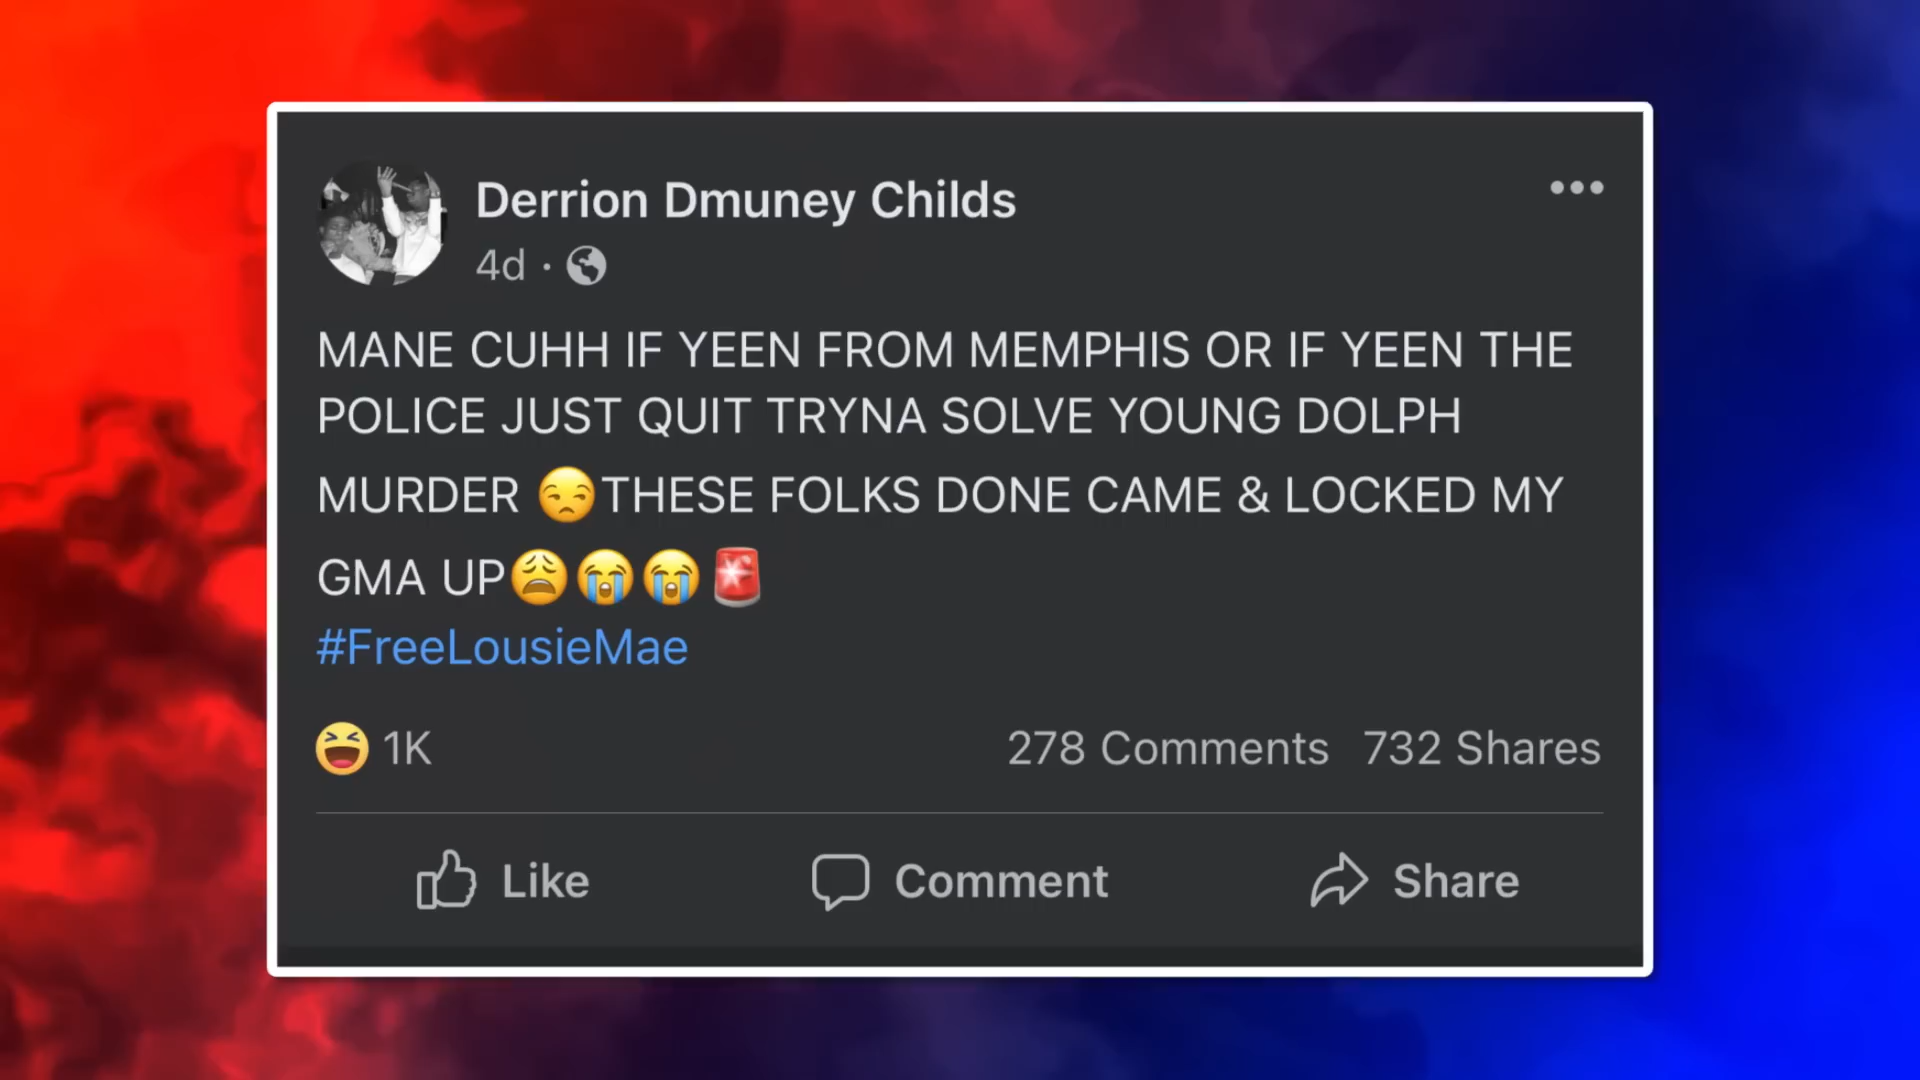 Derrion Dmuney Childs
4d ·
MANE CUHH IF YEEN FROM MEMPHIS OR IF YEEN THE
POLICE JUST QUIT TRYNA SOLVE YOUNG DOLPH
MURDER 😒THESE FOLKS DONE CAME & LOCKED MY
GMA UP😩😭😭🚨
#FreeLousieMae
1K 278 Comments 732 Shares
Like Comment Share